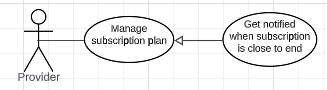 Manage
subscription plan
Get notified
when subscription
is close to end
Provider